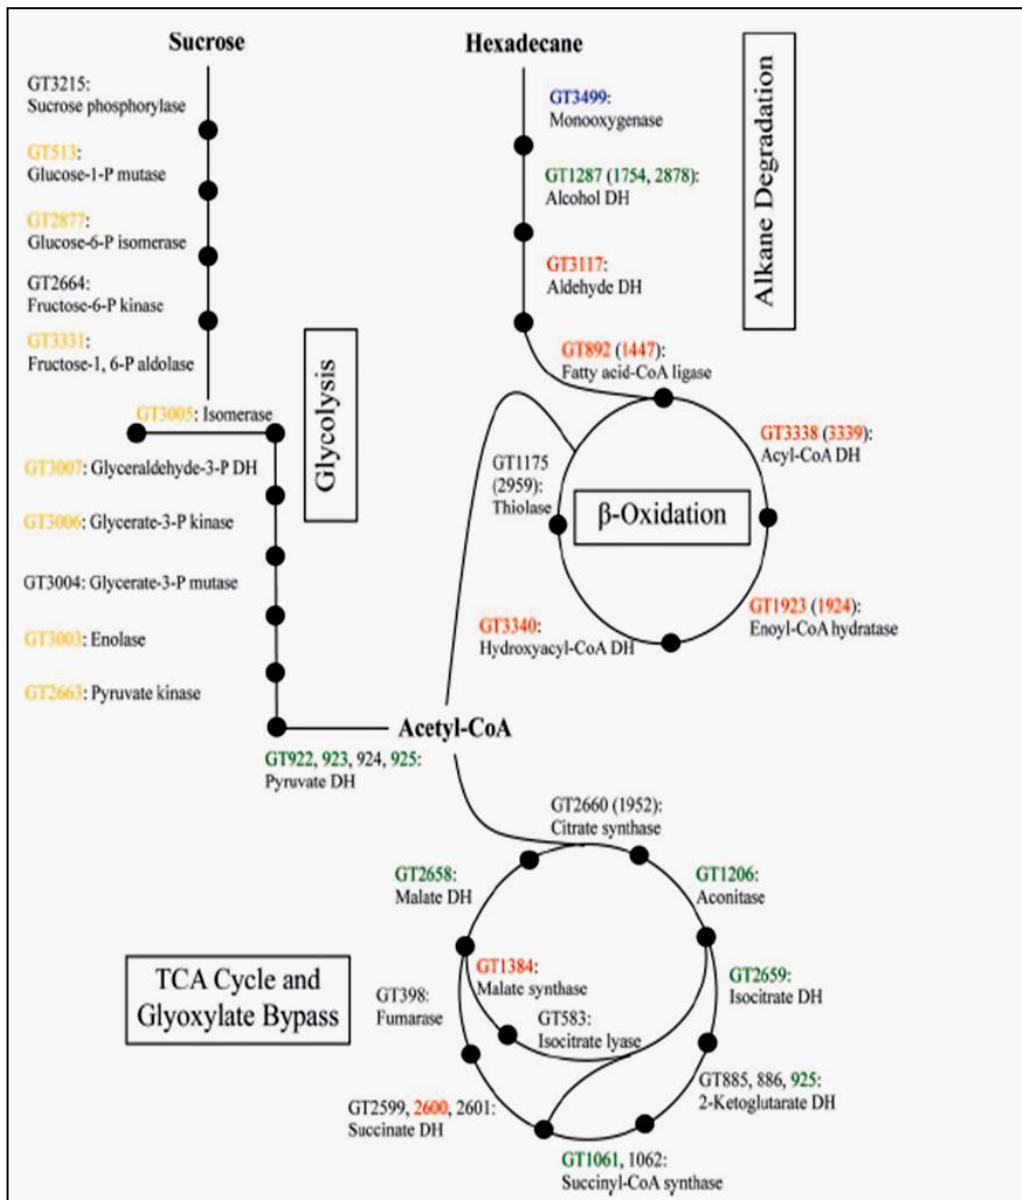 Sucrose
GT3215:
Sucrose phosphorylase
GT513:
Glucose-1-P mutase
GT2877:
Glucose-6-P isomerase
GT2664:
Fructose-6-P kinase
GT3331:
Fructose-1, 6-P aldolase
GT3005: Isomerase
GT3007: Glyceraldehyde-3-P DH
GT3006: Glycerate-3-P kinase
GT3004: Glycerate-3-P mutase
GT3003: Enolase
GT2663: Pyruvate kinase
Glycolysis
GT922, 923, 924, 925:
Pyruvate DH
Hexadecane
GT3499:
Monooxygenase
GT1287 (1754, 2878):
Alcohol DH
GT3117:
Aldehyde DH
Alkane Degradation
GT892 (1447):
Fatty acid-CoA ligase
GT3338 (3339):
Acyl-CoA DH
GT1175
(2959):
Thiolase
β-Oxidation
GT1923 (1924):
Enoyl-CoA hydratase
GT3340:
Hydroxyacyl-CoA DH
Acetyl-CoA
GT2660 (1952):
Citrate synthase
GT2658:
Malate DH
GT1206:
Aconitase
GT1384:
Malate synthase
GT2659:
Isocitrate DH
TCA Cycle and
Glyoxylate Bypass
GT398:
Fumarase
GT583:
Isocitrate lyase
GT885, 886, 925:
2-Ketoglutarate DH
GT2599, 2600, 2601:
Succinate DH
GT1061, 1062:
Succinyl-CoA synthase